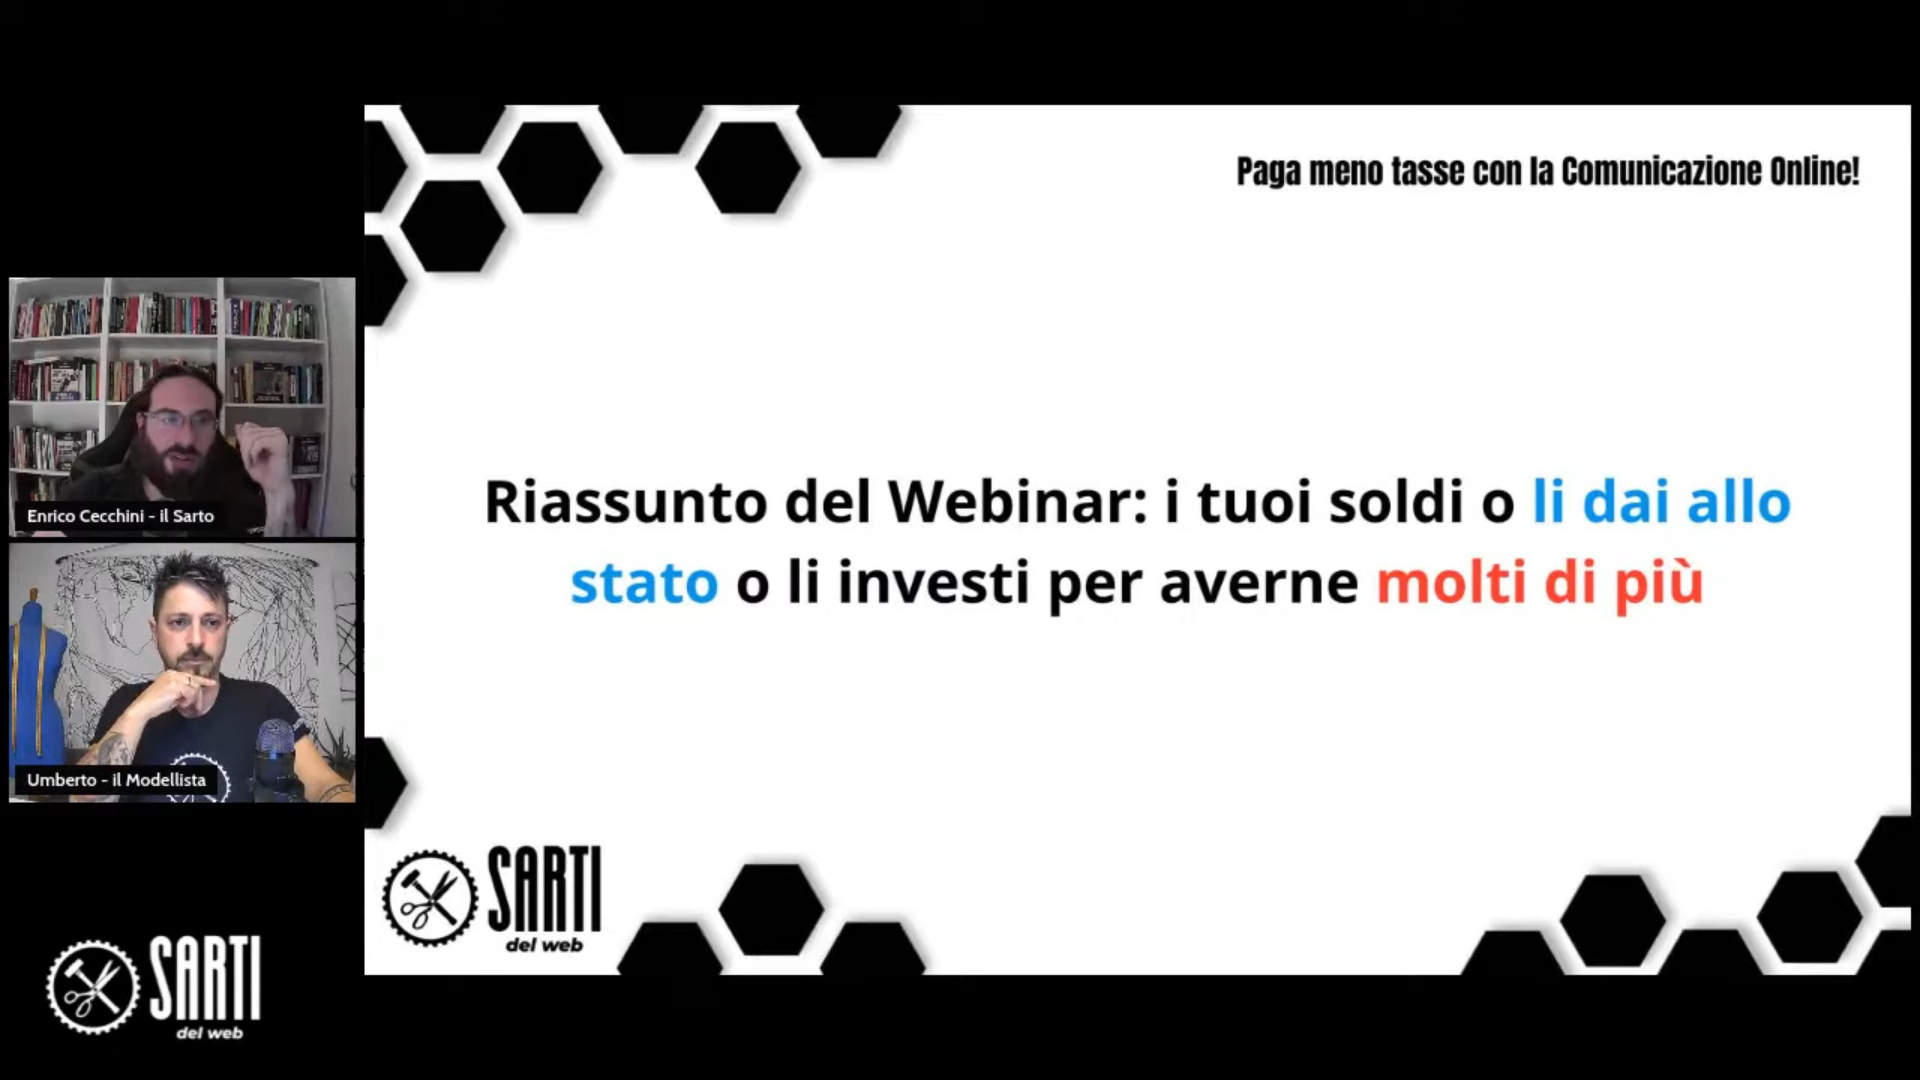 Paga meno tasse con la Comunicazione Online!
Riassunto del Webinar: i tuoi soldi o li dai allo
stato o li investi per averne molti di più
Enrico Cecchini - il Sarto
Umberto - il Modellista
SARTI
del web
SARTI
del web